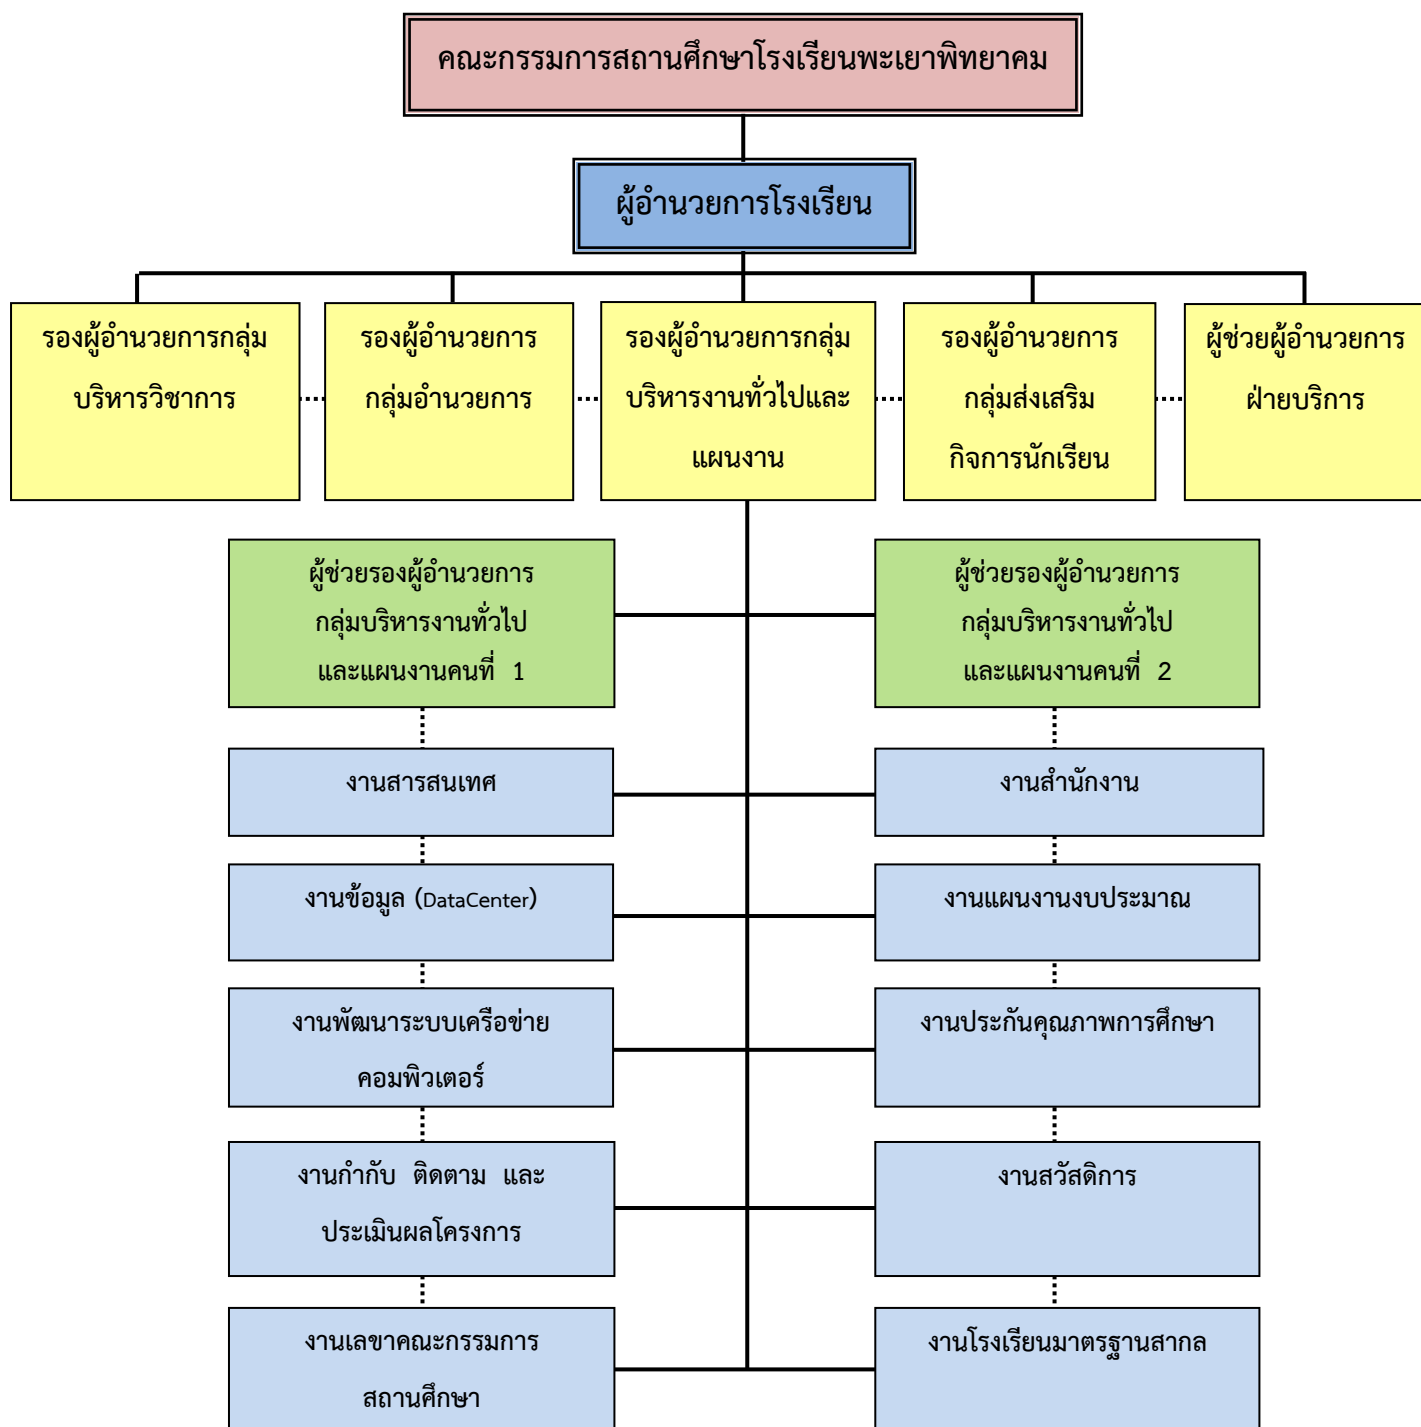 คณะกรรมการสถานศึกษาโรงเรียนพะเยาพิทยาคม
ผู้อำนวยการโรงเรียน
รองผู้อำนวยการกลุ่ม
บริหารวิชาการ
รองผู้อำนวยการ
กลุ่มอำนวยการ
รองผู้อำนวยการกลุ่ม
บริหารงานทั่วไปและ
แผนงาน
รองผู้อำนวยการ
กลุ่มส่งเสริม
กิจการนักเรียน
ผู้ช่วยผู้อำนวยการ
ฝ่ายบริการ
ผู้ช่วยรองผู้อำนวยการ
กลุ่มบริหารงานทั่วไป
และแผนงานคนที่ 1
ผู้ช่วยรองผู้อำนวยการ
กลุ่มบริหารงานทั่วไป
และแผนงานคนที่ 2
งานสารสนเทศ
งานสำนักงาน
งานข้อมูล (DataCenter)
งานแผนงานงบประมาณ
งานพัฒนาระบบเครือข่าย
คอมพิวเตอร์
งานประกันคุณภาพการศึกษา
งานกำกับ ติดตาม และ
ประเมินผลโครงการ
งานสวัสดิการ
งานเลขาคณะกรรมการ
สถานศึกษา
งานโรงเรียนมาตรฐานสากล